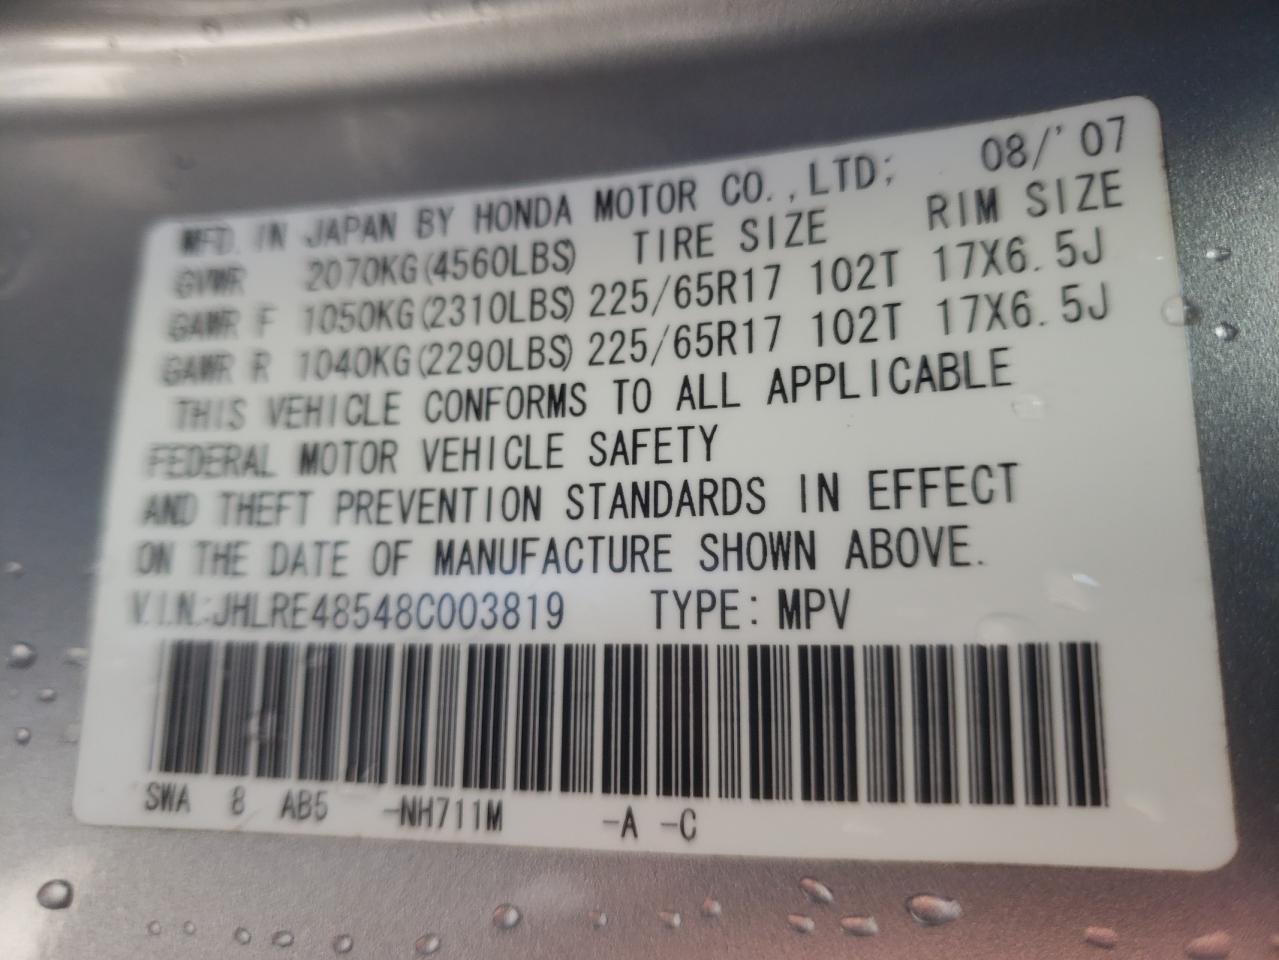 MFD. IN JAPAN BY HONDA MOTOR CO.,LTD; 08/'07
GVWR 2070KG(4560LBS) TIRE SIZE RIM SIZE
GAWR F 1050KG(2310LBS) 225/65R17 102T 17X6.5J
GAWR R 1040KG(2290LBS) 225/65R17 102T 17X6.5J
THIS VEHICLE CONFORMS TO ALL APPLICABLE
FEDERAL MOTOR VEHICLE SAFETY
AND THEFT PREVENTION STANDARDS IN EFFECT
ON THE DATE OF MANUFACTURE SHOWN ABOVE.
V.I.N.:JHLRE48548C003819 TYPE: MPV
SWA 8 AB5 -NH711M -A -C